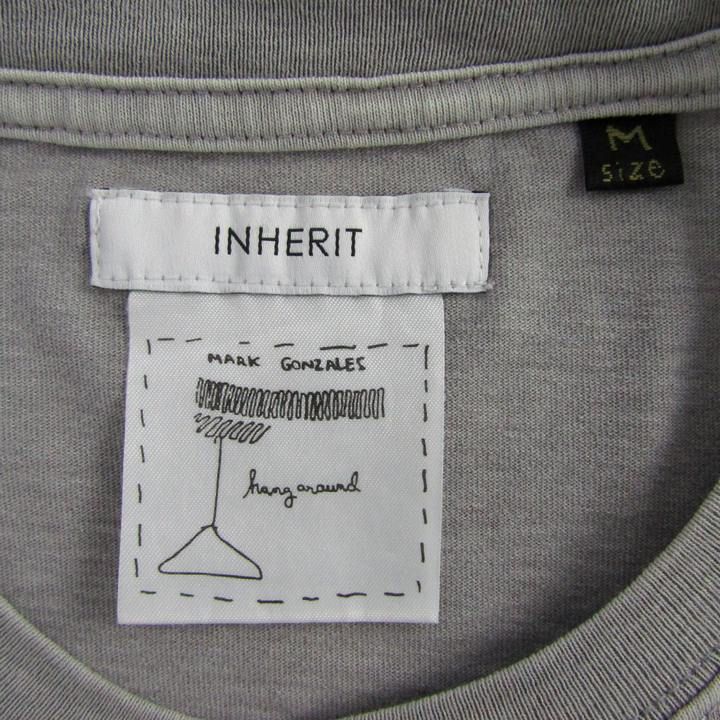 M
size
INHERIT
MARK GONZALES
hang around